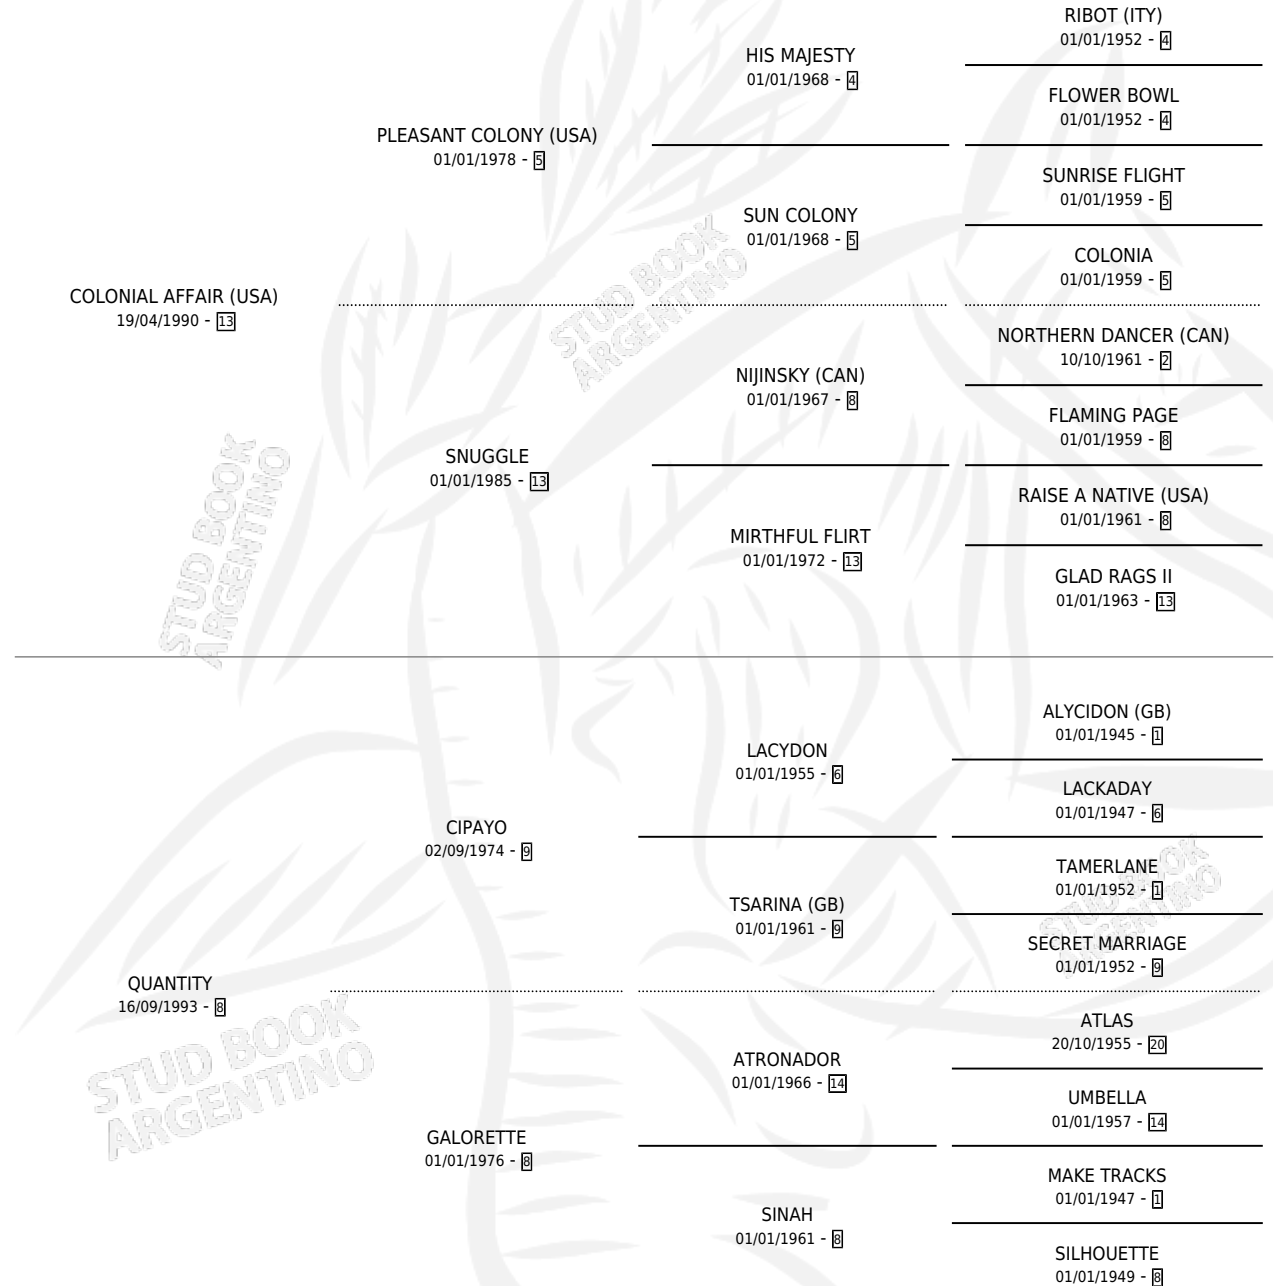 RIBOT (ITY)
01/01/1952 - 4
HIS MAJESTY
01/01/1968 - 4
FLOWER BOWL
01/01/1952 - 4
PLEASANT COLONY (USA)
01/01/1978 - 5
SUNRISE FLIGHT
01/01/1959 - 5
SUN COLONY
01/01/1968 - 5
COLONIA
01/01/1959 - 5
COLONIAL AFFAIR (USA)
19/04/1990 - 13
STUD BOOK
ARGENTINO
NORTHERN DANCER (CAN)
10/10/1961 - 2
NIJINSKY (CAN)
01/01/1967 - 8
FLAMING PAGE
01/01/1959 - 8
SNUGGLE
01/01/1985 - 13
RAISE A NATIVE (USA)
01/01/1961 - 8
MIRTHFUL FLIRT
01/01/1972 - 13
GLAD RAGS II
01/01/1963 - 13
STUD BOOK
ARGENTINO
ALYCIDON (GB)
01/01/1945 - 1
LACYDON
01/01/1955 - 6
LACKADAY
01/01/1947 - 6
CIPAYO
02/09/1974 - 9
TAMERLANE
01/01/1952 - 1
TSARINA (GB)
01/01/1961 - 9
SECRET MARRIAGE
01/01/1952 - 9
STUD BOOK
ARGENTINO
QUANTITY
16/09/1993 - 8
ATLAS
20/10/1955 - 20
ATRONADOR
01/01/1966 - 14
UMBELLA
01/01/1957 - 14
STUD BOOK
ARGENTINO
GALORETTE
01/01/1976 - 8
MAKE TRACKS
01/01/1947 - 1
SINAH
01/01/1961 - 8
SILHOUETTE
01/01/1949 - 8